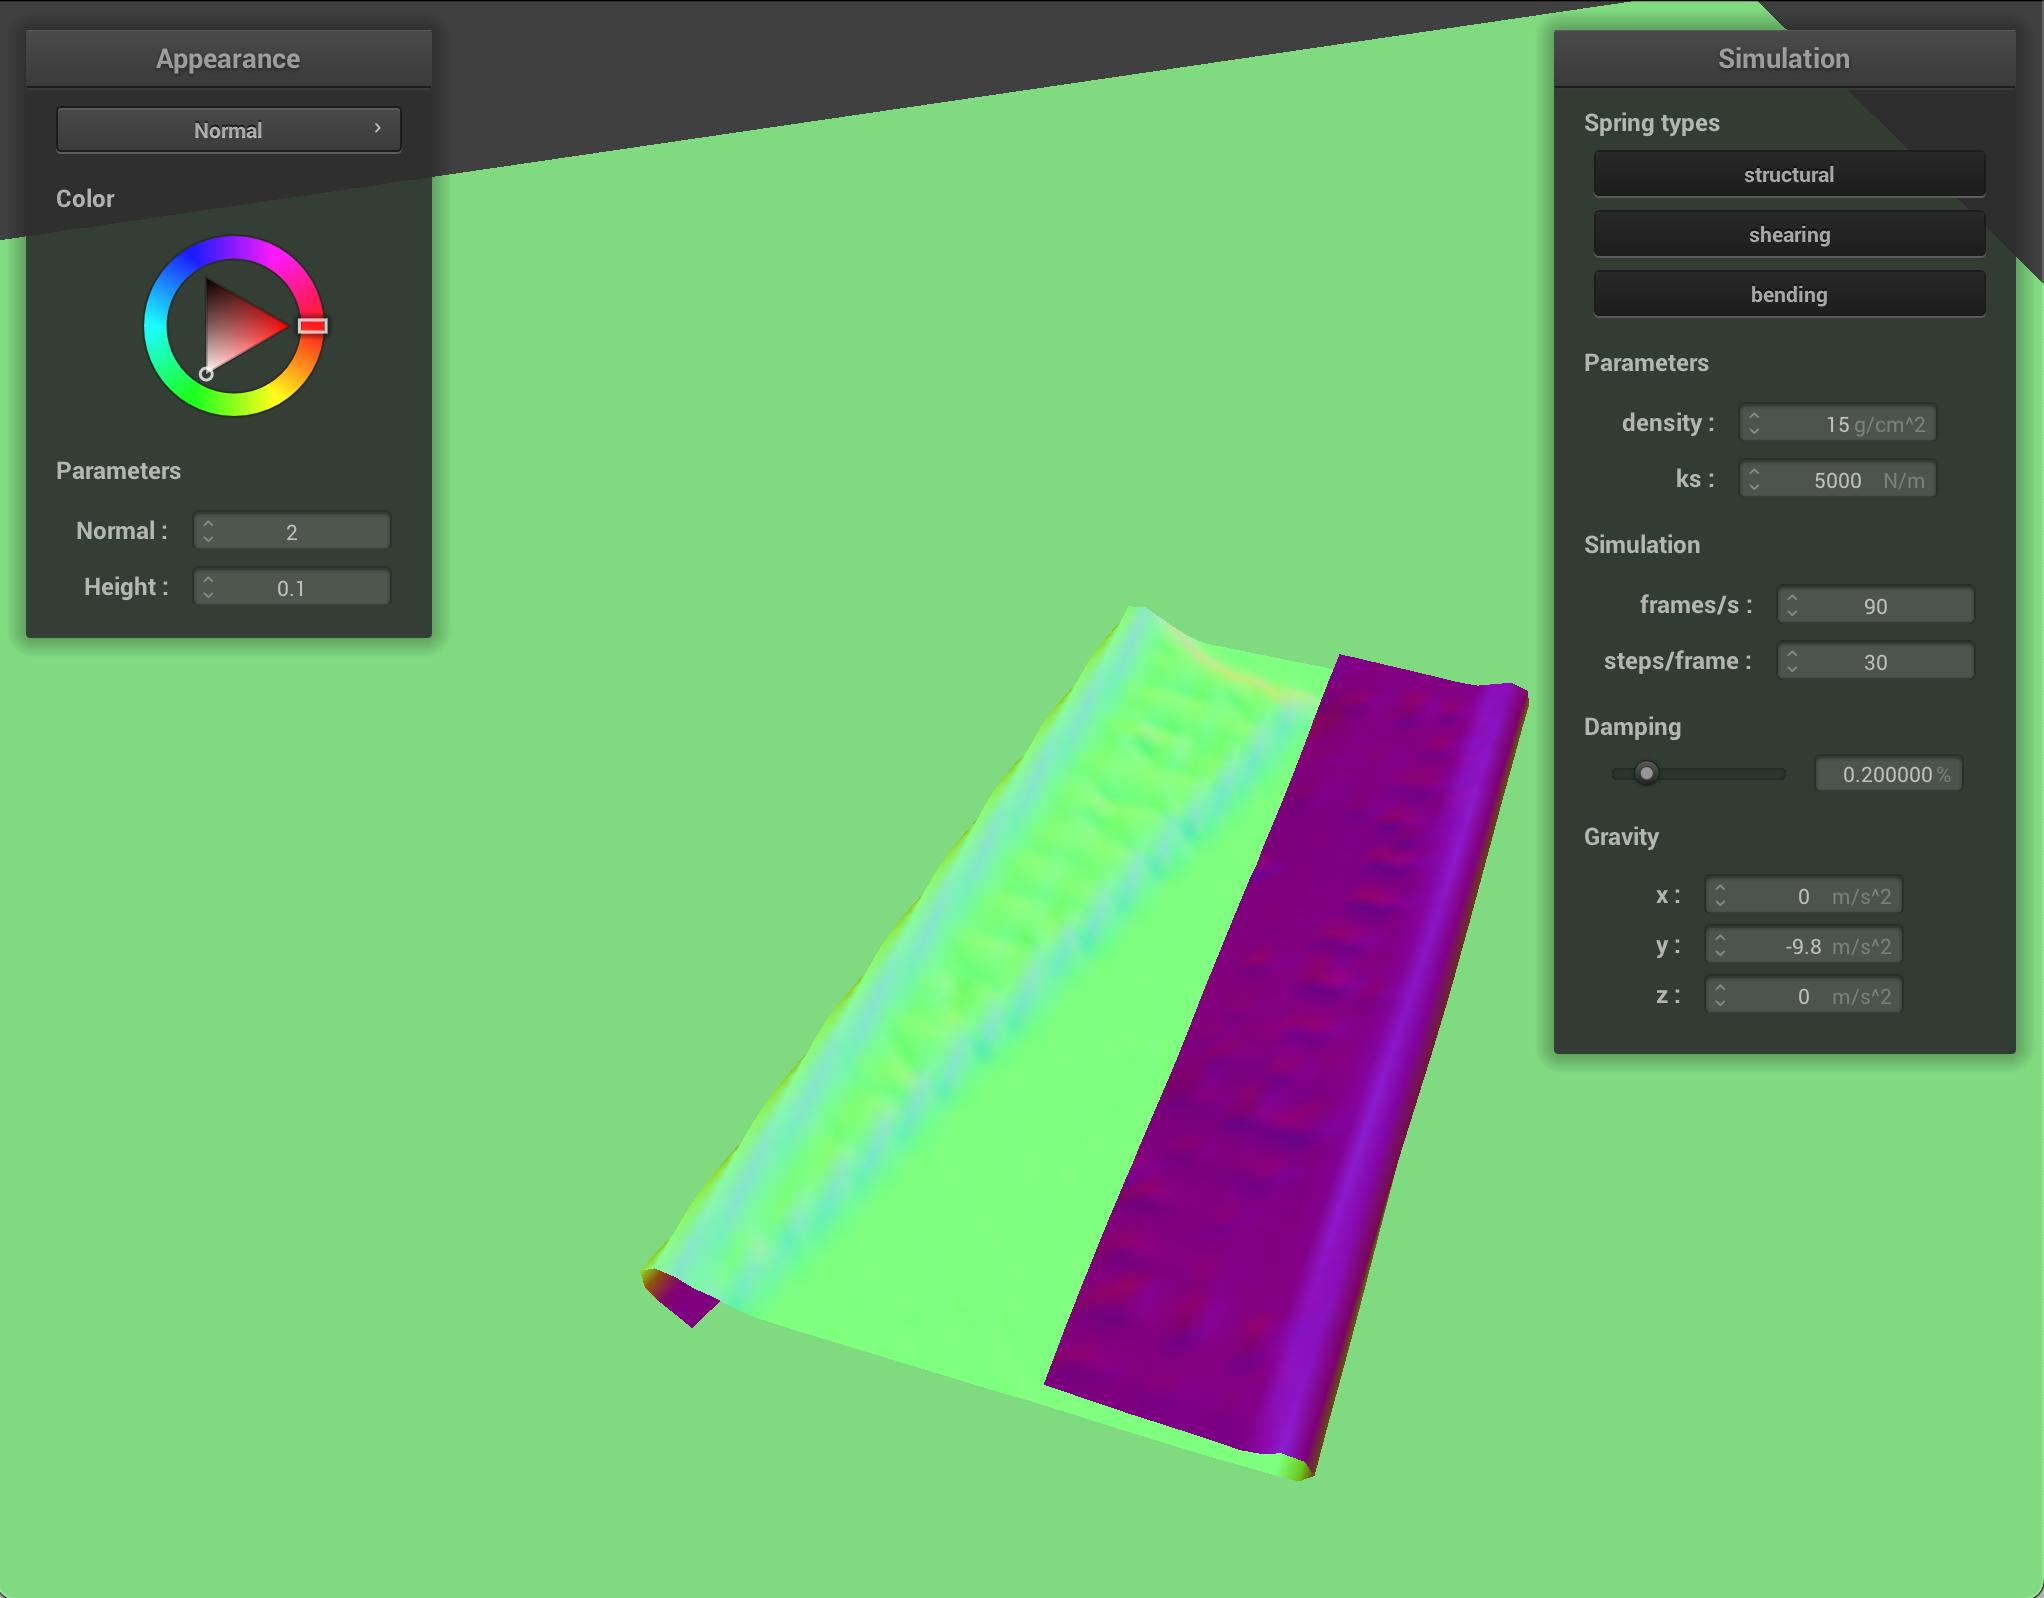 Appearance
Normal
Color
Parameters
Normal : 2
Height : 0.1
Simulation
Spring types
structural
shearing
bending
Parameters
density : 15 g/cm^2
ks : 5000 N/m
Simulation
frames/s : 90
steps/frame : 30
Damping
0.200000 %
Gravity
x : 0 m/s^2
y : -9.8 m/s^2
z : 0 m/s^2